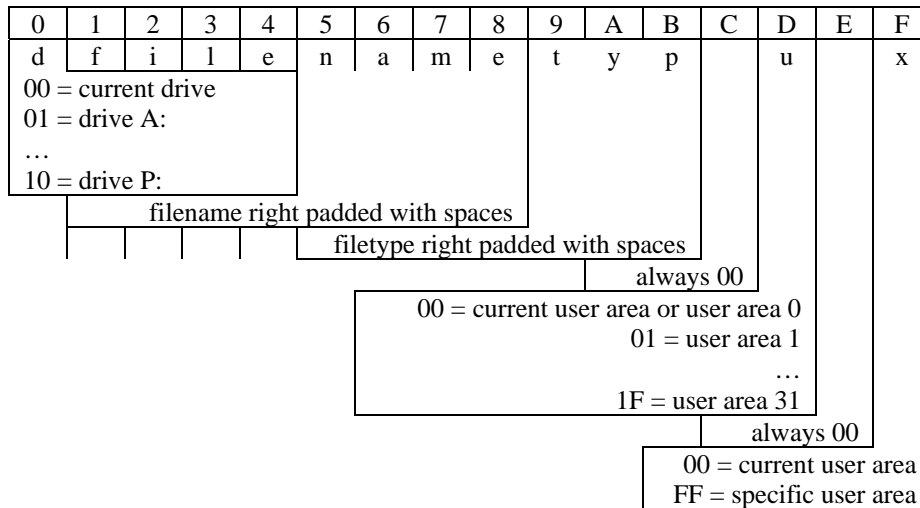 0 1 2 3 4 5 6 7 8 9 A B C D E F
d f i l e n a m e t y p u x
00 = current drive
01 = drive A:
…
10 = drive P:
filename right padded with spaces
filetype right padded with spaces
always 00
00 = current user area or user area 0
01 = user area 1
…
1F = user area 31
always 00
00 = current user area
FF = specific user area